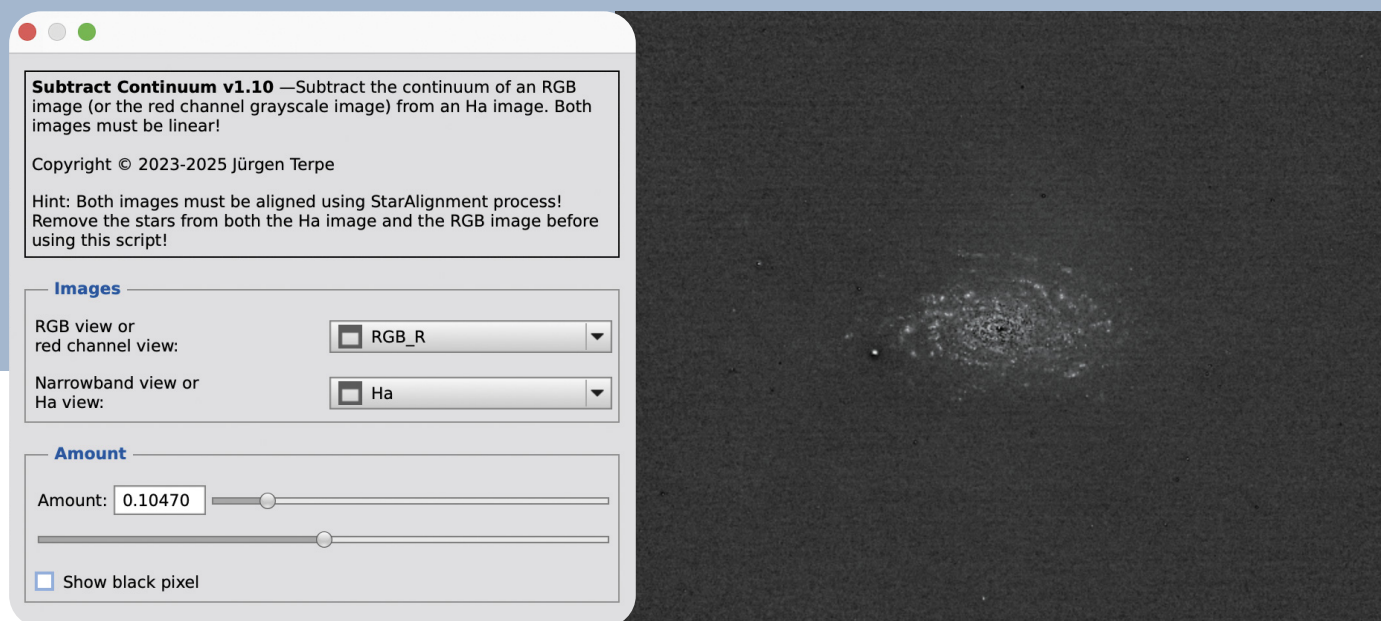 Subtract Continuum v1.10 —Subtract the continuum of an RGB
image (or the red channel grayscale image) from an Ha image. Both
images must be linear!
Copyright © 2023-2025 Jürgen Terpe
Hint: Both images must be aligned using StarAlignment process!
Remove the stars from both the Ha image and the RGB image before
using this script!
Images
RGB view or
red channel view:
RGB_R
Narrowband view or
Ha view:
Ha
Amount
Amount: 0.10470
Show black pixel